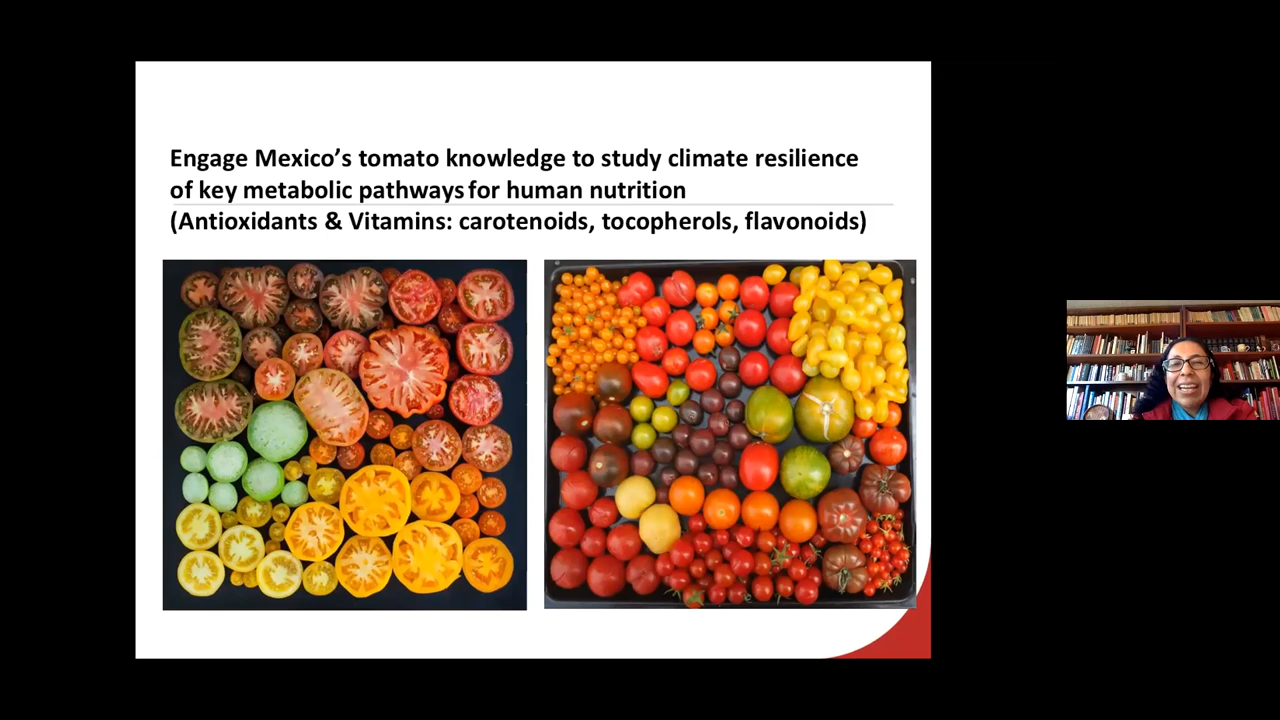 Engage Mexico’s tomato knowledge to study climate resilience
of key metabolic pathways for human nutrition
(Antioxidants & Vitamins: carotenoids, tocopherols, flavonoids)